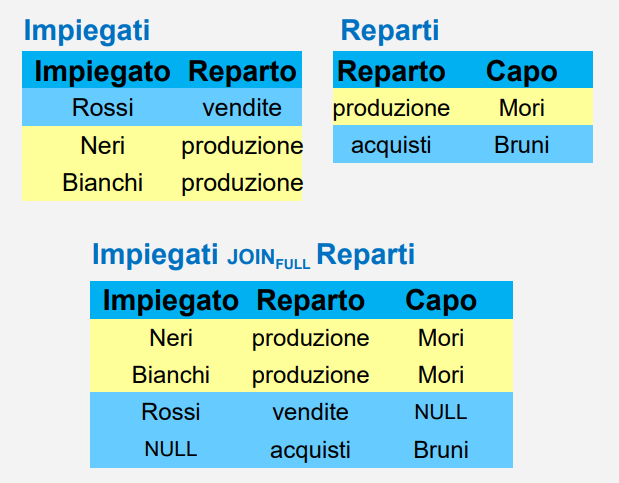 Impiegati
Impiegato Reparto
Rossi vendite
Neri produzione
Bianchi produzione
Reparti
Reparto Capo
produzione Mori
acquisti Bruni
Impiegati JOIN FULL Reparti
Impiegato Reparto Capo
Neri produzione Mori
Bianchi produzione Mori
Rossi vendite NULL
NULL acquisti Bruni